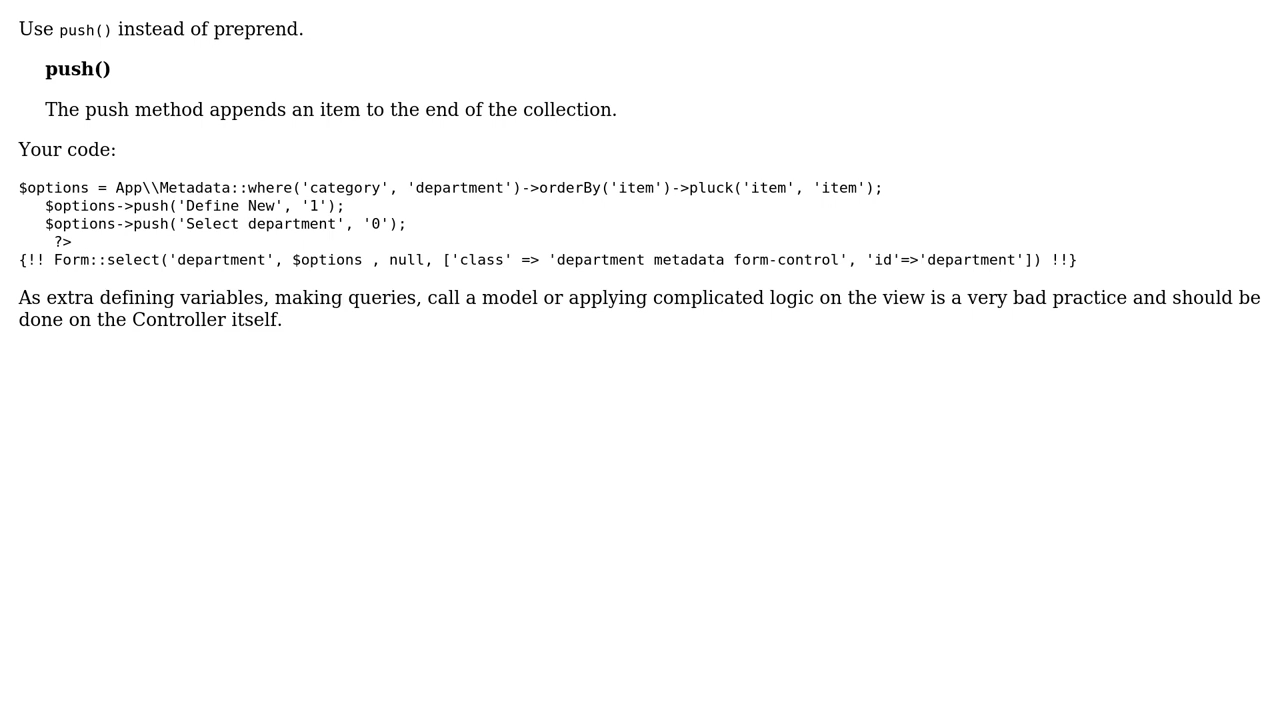 Use push() instead of preprend.
push()
The push method appends an item to the end of the collection.
Your code:
$options = App\\Metadata::where('category', 'department')->orderBy('item')->pluck('item', 'item');
   $options->push('Define New', '1');
   $options->push('Select department', '0');
    ?>
{!! Form::select('department', $options , null, ['class' => 'department metadata form-control', 'id'=>'department']) !!}
As extra defining variables, making queries, call a model or applying complicated logic on the view is a very bad practice and should be
done on the Controller itself.